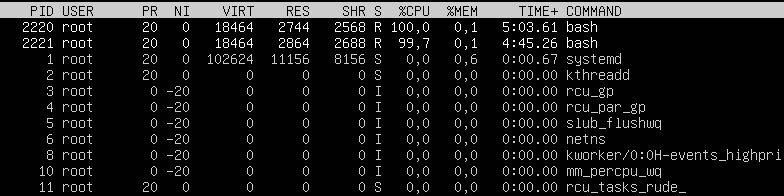 PID USER PR NI VIRT RES SHR S %CPU %MEM TIME+ COMMAND
2220 root 20 0 18464 2744 2568 R 100,0 0,1 5:03.61 bash
2221 root 20 0 18464 2864 2688 R 99,7 0,1 4:45.26 bash
1 root 20 0 102624 11156 8156 S 0,0 0,6 0:00.67 systemd
2 root 20 0 0 0 0 S 0,0 0,0 0:00.00 kthreadd
3 root 0 -20 0 0 0 I 0,0 0,0 0:00.00 rcu_gp
4 root 0 -20 0 0 0 I 0,0 0,0 0:00.00 rcu_par_gp
5 root 0 -20 0 0 0 I 0,0 0,0 0:00.00 slub_flushwq
6 root 0 -20 0 0 0 I 0,0 0,0 0:00.00 netns
8 root 0 -20 0 0 0 I 0,0 0,0 0:00.00 kworker/0:0H-events_highpri
10 root 0 -20 0 0 0 I 0,0 0,0 0:00.00 mm_percpu_wq
11 root 20 0 0 0 0 S 0,0 0,0 0:00.00 rcu_tasks_rude_